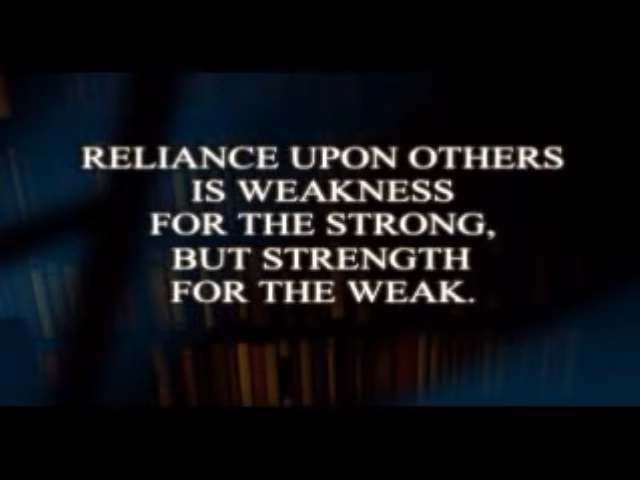 RELIANCE UPON OTHERS
IS WEAKNESS
FOR THE STRONG,
BUT STRENGTH
FOR THE WEAK.